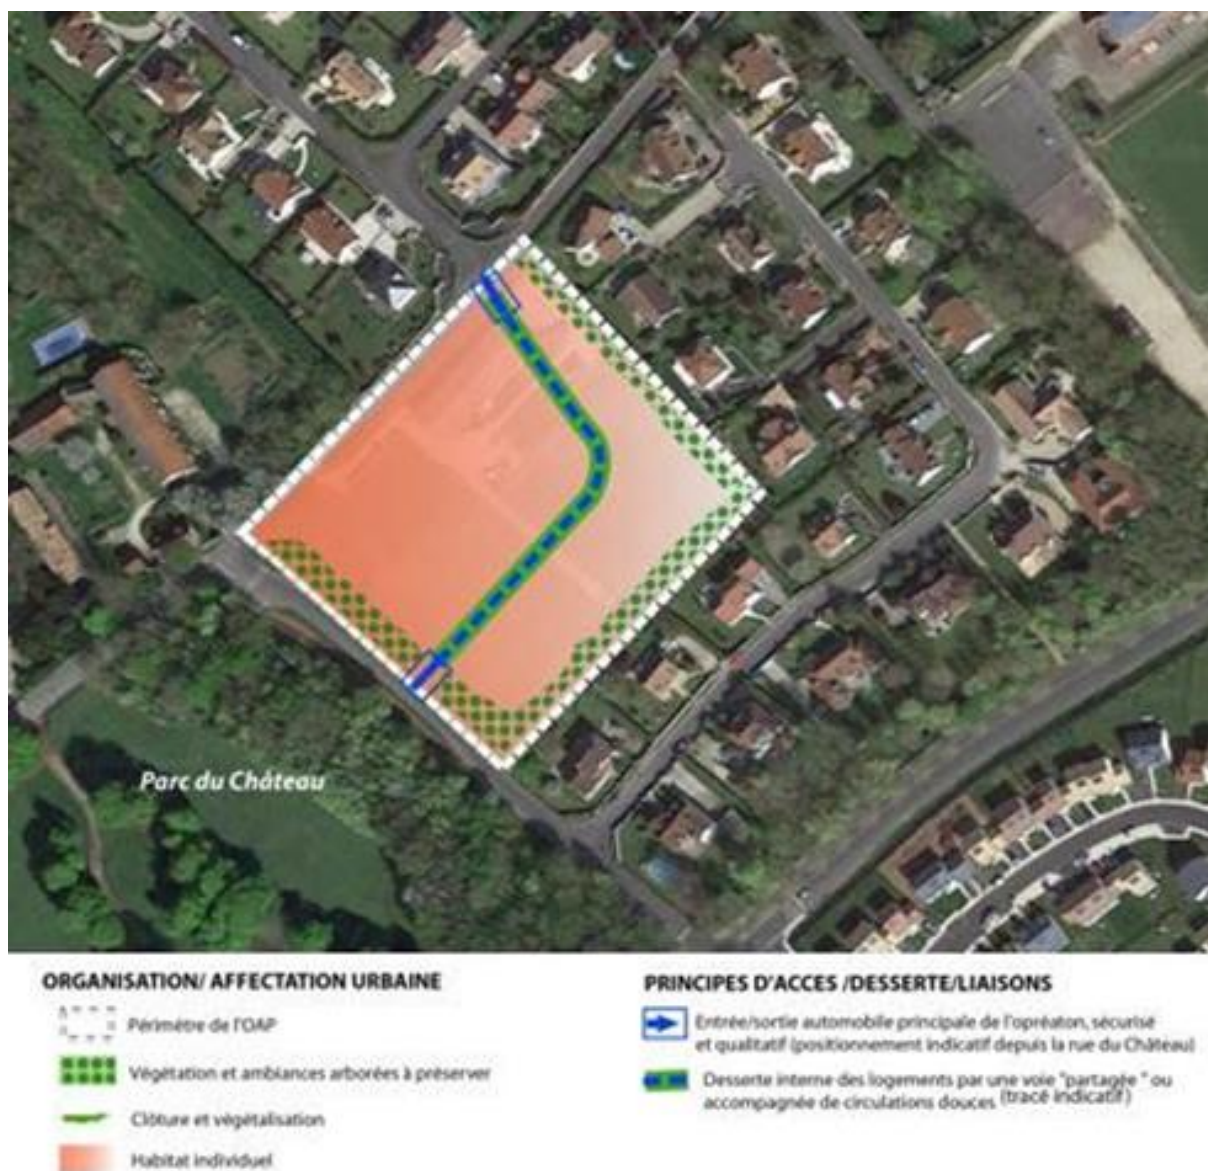 Parc du Château
ORGANISATION/ AFFECTATION URBAINE
Périmètre de l'OAP
Végétation et ambiances arborées à préserver
Clôture et végétalisation
Habitat individuel
PRINCIPES D'ACCES /DESSERTE/LIAISONS
Entrée/sortie automobile principale de l'opréaton, sécurisé
et qualitatif (positionnement indicatif depuis la rue du Château)
Desserte interne des logements par une voie "partagée " ou
accompagnée de circulations douces (tracé indicatif)